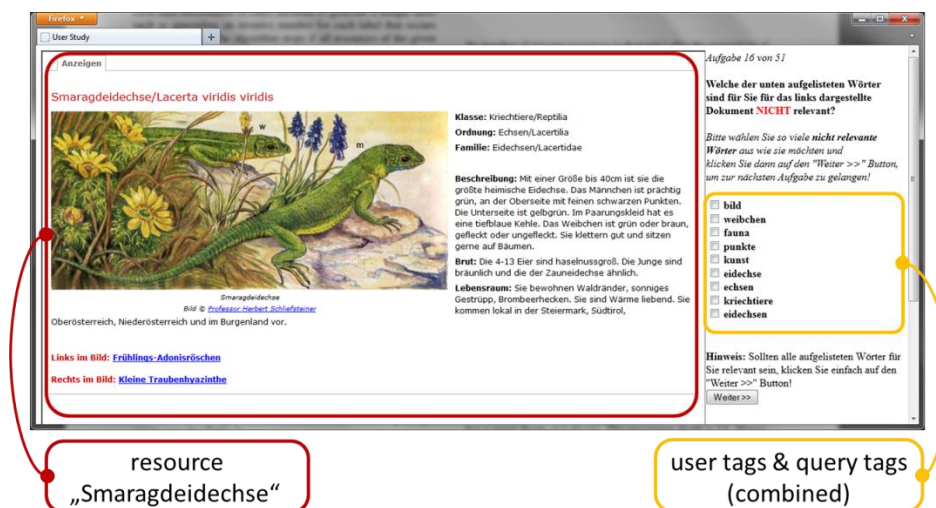 Firefox
User Study
+
Anzeigen
Smaragdeidechse/Lacerta viridis viridis
w
m
Smaragdeidechse
Bild © Professor Herbert Schliefsteiner
Klasse: Kriechtiere/Reptilia
Ordnung: Echsen/Lacertilia
Familie: Eidechsen/Lacertidae
Beschreibung: Mit einer Größe bis 40cm ist sie die
größte heimische Eidechse. Das Männchen ist prächtig
grün, an der Oberseite mit feinen schwarzen Punkten.
Die Unterseite ist gelbgrün. Im Paarungskleid hat es
eine tiefblaue Kehle. Das Weibchen ist grün oder braun,
gefleckt oder ungefleckt. Sie klettern gut und sitzen
gerne auf Bäumen.
Brut: Die 4-13 Eier sind haselnussgroß. Die Junge sind
bräunlich und die der Zauneidechse ähnlich.
Lebensraum: Sie bewohnen Waldränder, sonniges
Gestrüpp, Brombeerhecken. Sie sind Wärme liebend. Sie
kommen lokal in der Steiermark, Südtirol,
Oberösterreich, Niederösterreich und im Burgenland vor.
Links im Bild: Frühlings-Adonisröschen
Rechts im Bild: Kleine Traubenhyazinthe
Aufgabe 16 von 51
Welche der unten aufgelisteten Wörter
sind für Sie für das links dargestellte
Dokument NICHT relevant?
Bitte wählen Sie so viele nicht relevante
Wörter aus wie sie möchten und
klicken Sie dann auf den "Weiter >>" Button,
um zur nächsten Aufgabe zu gelangen!
bild
weibchen
fauna
punkte
kunst
eidechse
echsen
kriechtiere
eidechsen
Hinweis: Sollten alle aufgelisteten Wörter für
Sie relevant sein, klicken Sie einfach auf den
"Weiter >>" Button!
Weiter >>
resource
„Smaragdeidechse“
user tags & query tags
(combined)